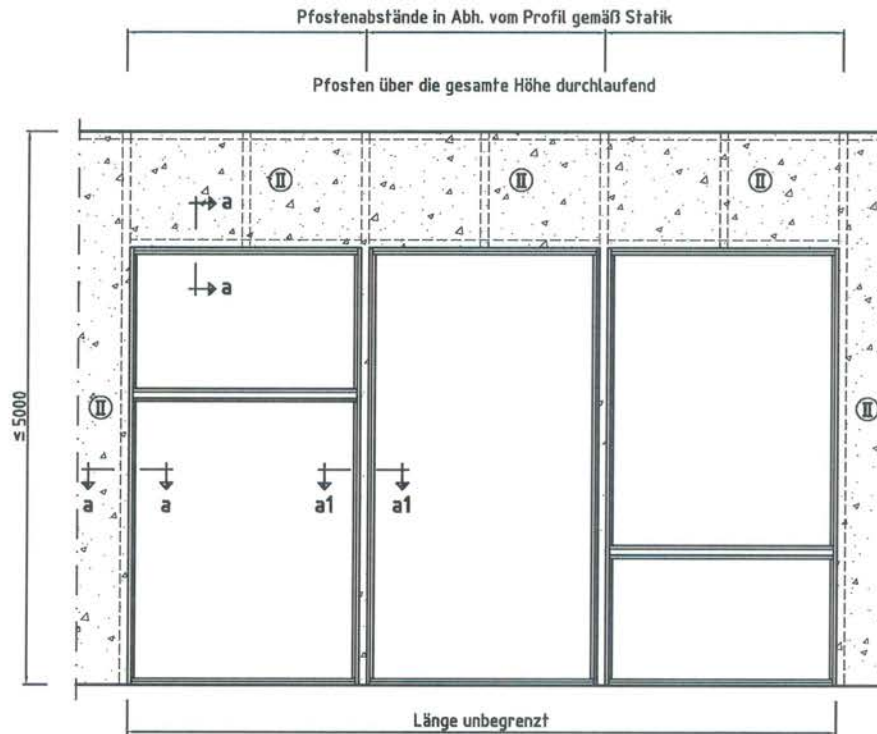 Pfostenabstände in Abh. vom Profil gemäß Statik
Pfosten über die gesamte Höhe durchlaufend
a
II II II
a
≤ 5000
II II
a a a1 a1
Länge unbegrenzt